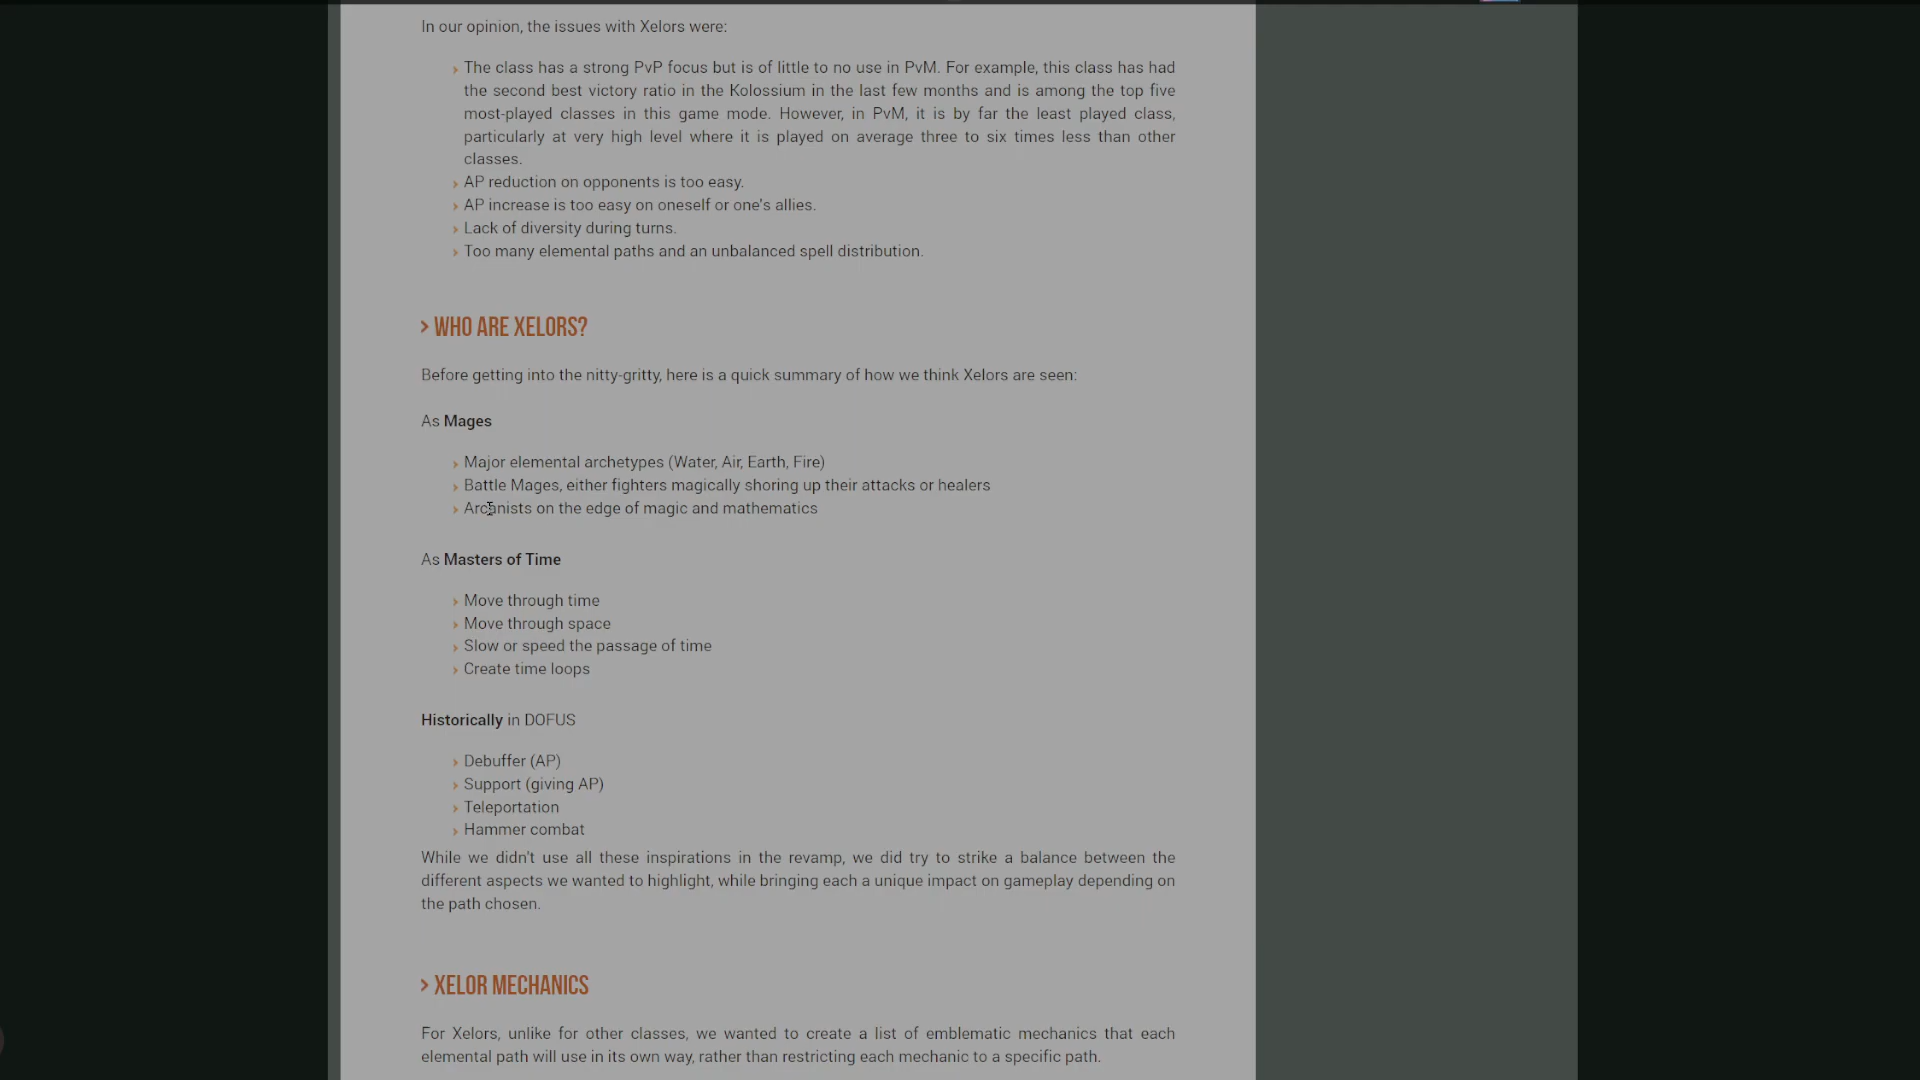 In our opinion, the issues with Xelors were:
The class has a strong PvP focus but is of little to no use in PvM. For example, this class has had
the second best victory ratio in the Kolossium in the last few months and is among the top five
most-played classes in this game mode. However, in PvM, it is by far the least played class,
particularly at very high level where it is played on average three to six times less than other
classes.
AP reduction on opponents is too easy.
AP increase is too easy on oneself or one's allies.
Lack of diversity during turns.
Too many elemental paths and an unbalanced spell distribution.
> WHO ARE XELORS?
Before getting into the nitty-gritty, here is a quick summary of how we think Xelors are seen:
As Mages
Major elemental archetypes (Water, Air, Earth, Fire)
Battle Mages, either fighters magically shoring up their attacks or healers
Arcanists on the edge of magic and mathematics
As Masters of Time
Move through time
Move through space
Slow or speed the passage of time
Create time loops
Historically in DOFUS
Debuffer (AP)
Support (giving AP)
Teleportation
Hammer combat
While we didn't use all these inspirations in the revamp, we did try to strike a balance between the
different aspects we wanted to highlight, while bringing each a unique impact on gameplay depending on
the path chosen.
> XELOR MECHANICS
For Xelors, unlike for other classes, we wanted to create a list of emblematic mechanics that each
elemental path will use in its own way, rather than restricting each mechanic to a specific path.